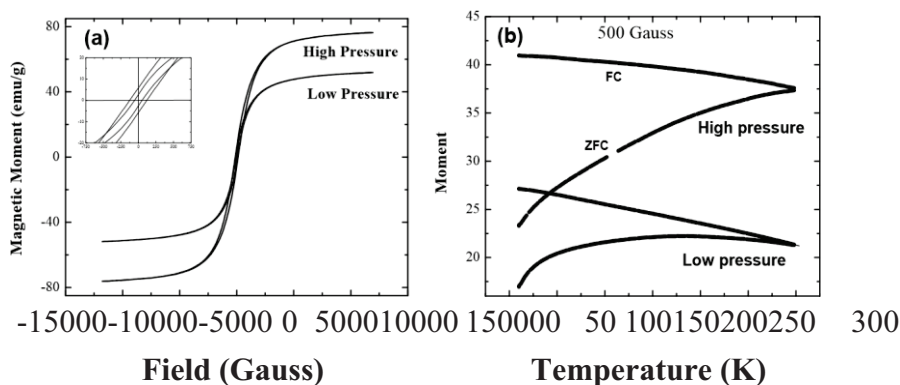 (a)
80
40
0
-40
-80
Magnetic Moment (emu/g)
High Pressure
Low Pressure
-15000-10000-5000 0 500010000 150000 50 100150200250 300
Field (Gauss)
(b)
500 Gauss
45
40
35
30
25
20
Moment
FC
ZFC
High pressure
Low pressure
Temperature (K)